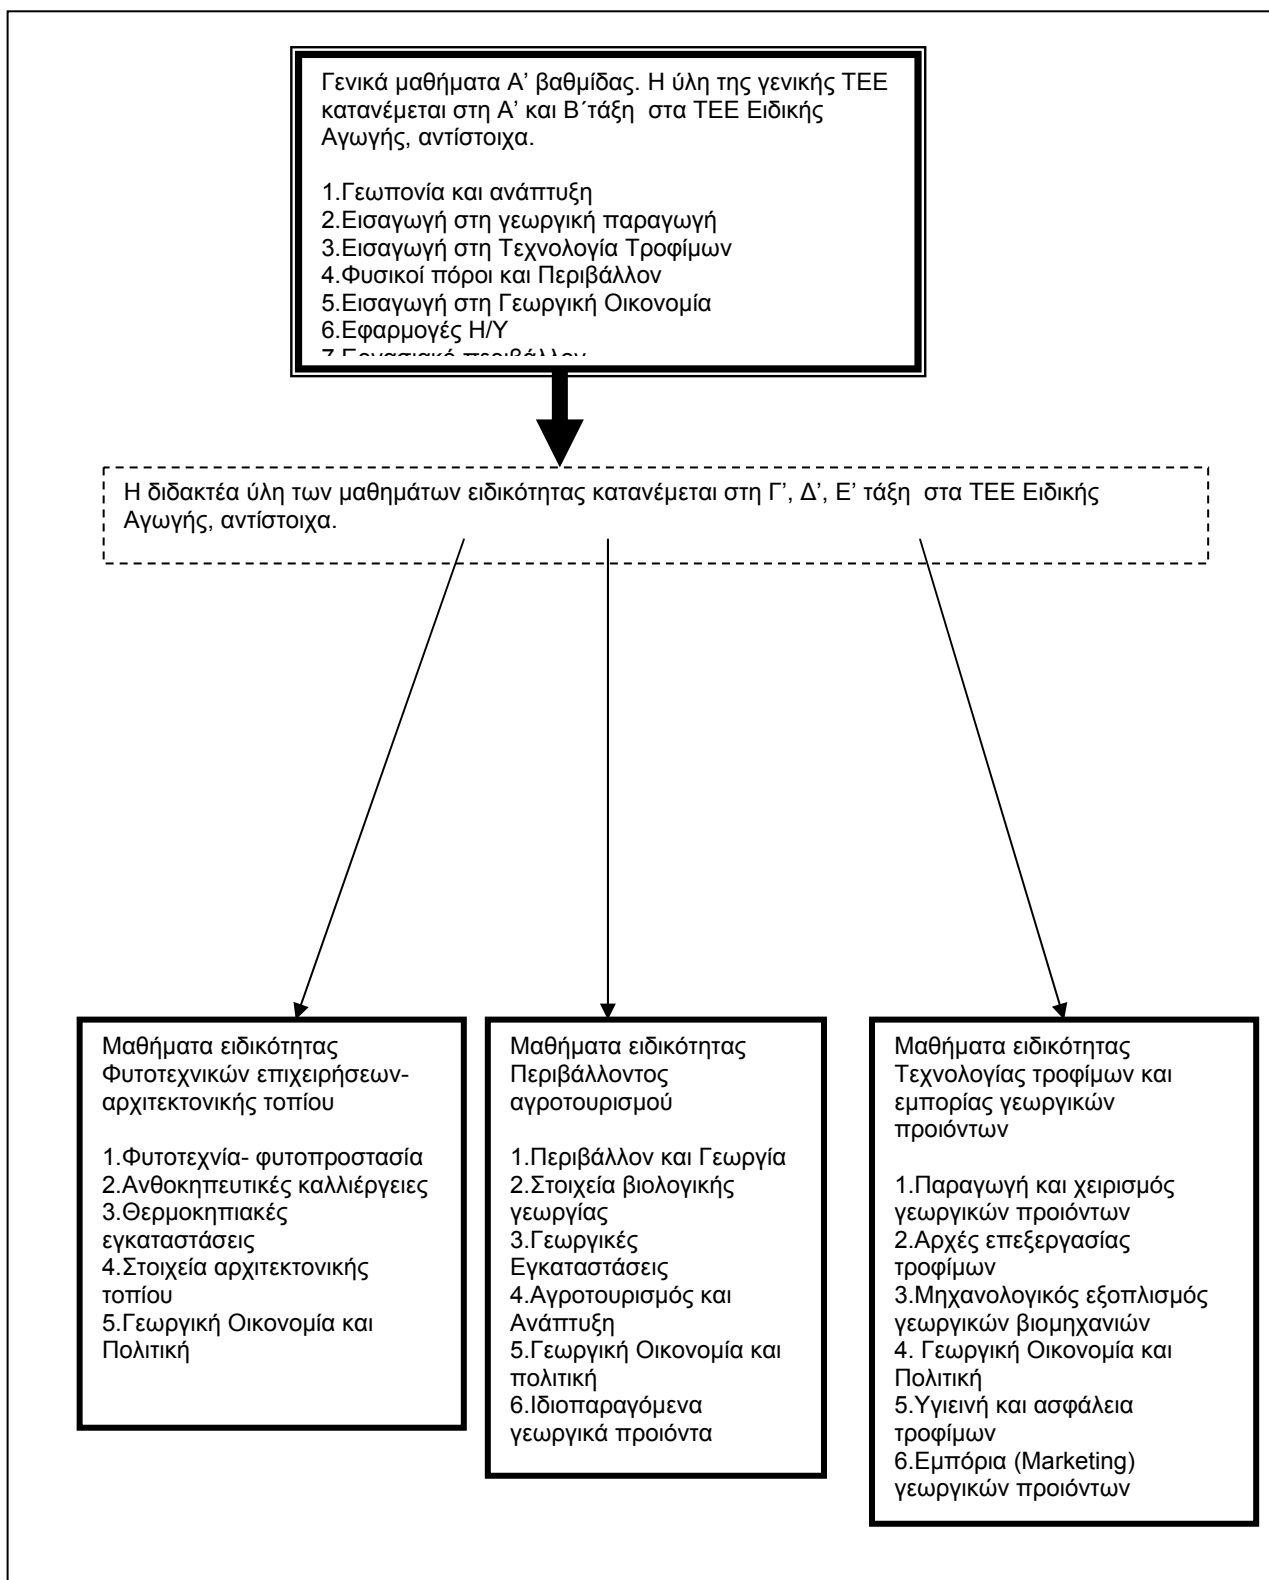 Γενικά μαθήματα Α’ βαθμίδας. Η ύλη της γενικής ΤΕΕ
κατανέμεται στη Α’ και Β΄τάξη στα ΤΕΕ Ειδικής
Αγωγής, αντίστοιχα.
1.Γεωπονία και ανάπτυξη
2.Εισαγωγή στη γεωργική παραγωγή
3.Εισαγωγή στη Τεχνολογία Τροφίμων
4.Φυσικοί πόροι και Περιβάλλον
5.Εισαγωγή στη Γεωργική Οικονομία
6.Εφαρμογές Η/Υ
7.Εργασιακό περιβάλλον
Η διδακτέα ύλη των μαθημάτων ειδικότητας κατανέμεται στη Γ’, Δ’, Ε’ τάξη στα ΤΕΕ Ειδικής
Αγωγής, αντίστοιχα.
Μαθήματα ειδικότητας
Φυτοτεχνικών επιχειρήσεων-
αρχιτεκτονικής τοπίου
1.Φυτοτεχνία- φυτοπροστασία
2.Ανθοκηπευτικές καλλιέργειες
3.Θερμοκηπιακές
εγκαταστάσεις
4.Στοιχεία αρχιτεκτονικής
τοπίου
5.Γεωργική Οικονομία και
Πολιτική
Μαθήματα ειδικότητας
Περιβάλλοντος
αγροτουρισμού
1.Περιβάλλον και Γεωργία
2.Στοιχεία βιολογικής
γεωργίας
3.Γεωργικές
Εγκαταστάσεις
4.Αγροτουρισμός και
Ανάπτυξη
5.Γεωργική Οικονομία και
πολιτική
6.Ιδιοπαραγόμενα
γεωργικά προιόντα
Μαθήματα ειδικότητας
Τεχνολογίας τροφίμων και
εμπορίας γεωργικών
προιόντων
1.Παραγωγή και χειρισμός
γεωργικών προιόντων
2.Αρχές επεξεργασίας
τροφίμων
3.Μηχανολογικός εξοπλισμός
γεωργικών βιομηχανιών
4. Γεωργική Οικονομία και
Πολιτική
5.Υγιεινή και ασφάλεια
τροφίμων
6.Εμπόρια (Marketing)
γεωργικών προιόντων